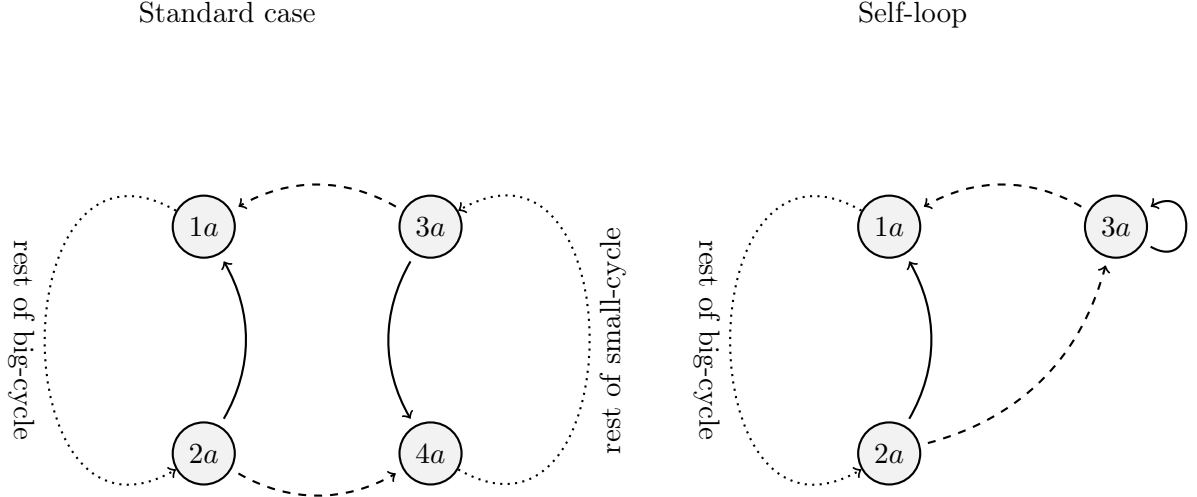 Standard case
1a
3a
rest of big-cycle
rest of small-cycle
2a
4a
Self-loop
1a
3a
rest of big-cycle
2a